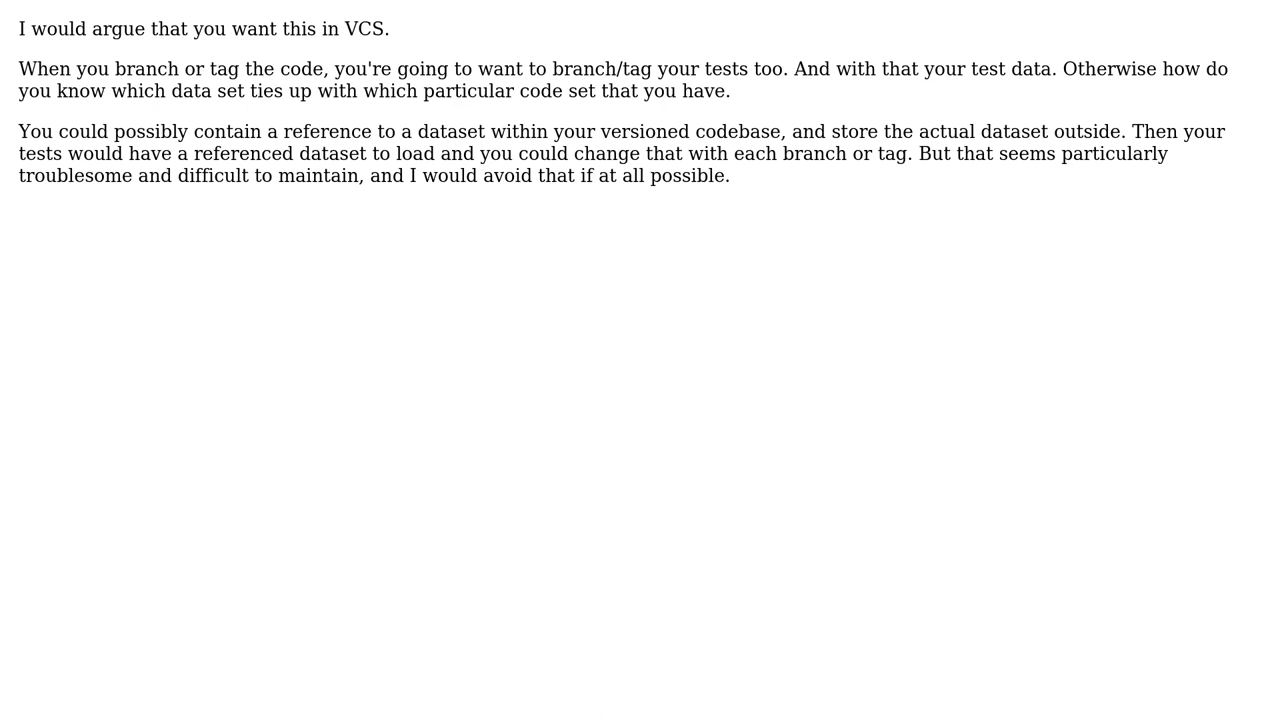 I would argue that you want this in VCS.
When you branch or tag the code, you're going to want to branch/tag your tests too. And with that your test data. Otherwise how do
you know which data set ties up with which particular code set that you have.
You could possibly contain a reference to a dataset within your versioned codebase, and store the actual dataset outside. Then your
tests would have a referenced dataset to load and you could change that with each branch or tag. But that seems particularly
troublesome and difficult to maintain, and I would avoid that if at all possible.